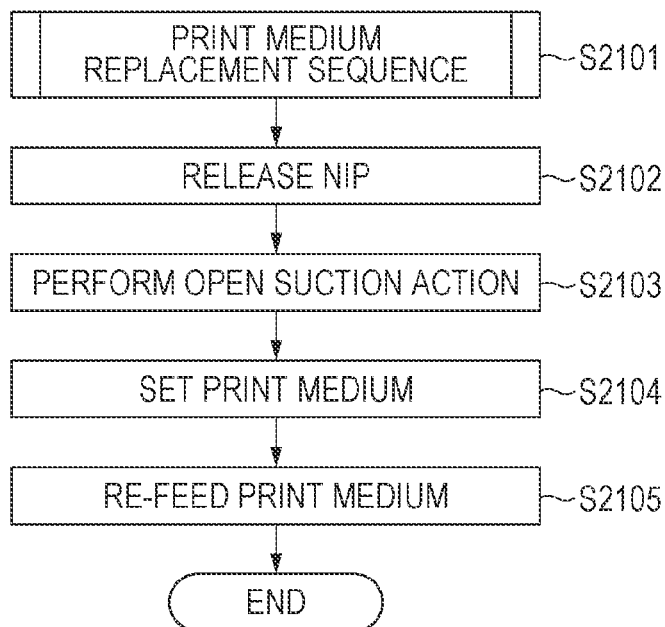 PRINT MEDIUM
REPLACEMENT SEQUENCE
S2101
RELEASE NIP
S2102
PERFORM OPEN SUCTION ACTION
S2103
SET PRINT MEDIUM
S2104
RE-FEED PRINT MEDIUM
S2105
END